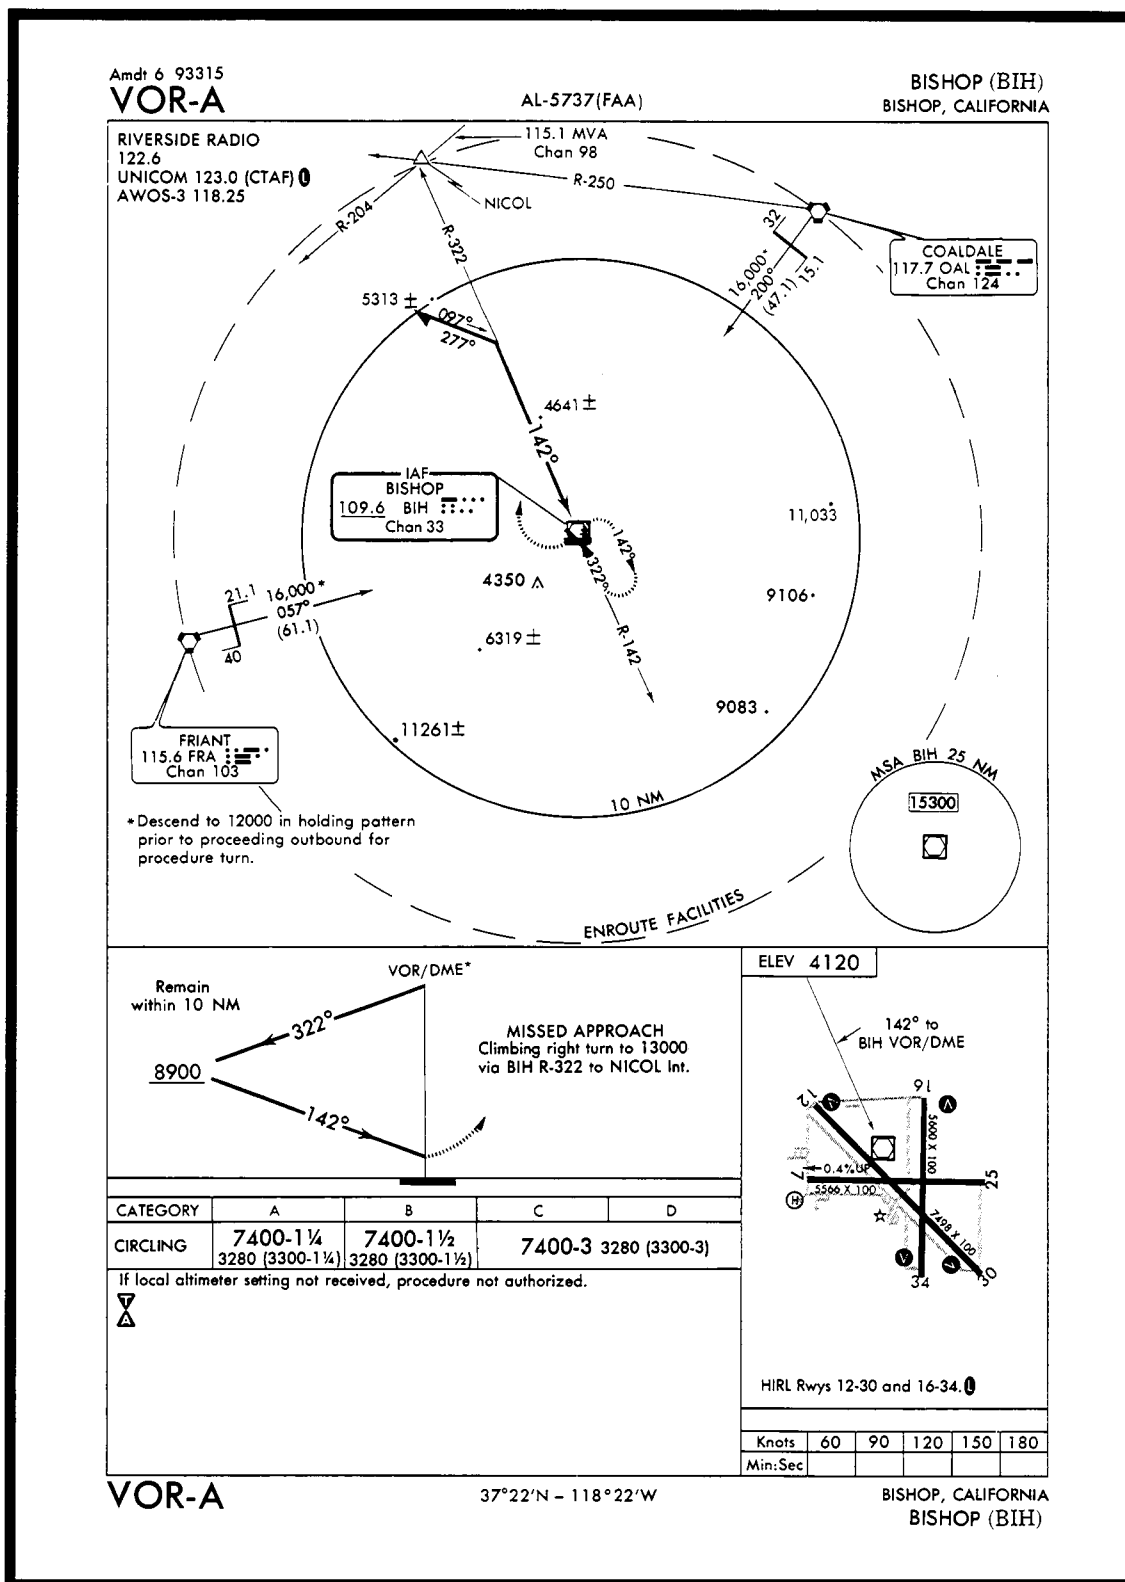 Amdt 6 93315
VOR-A
AL-5737(FAA)
BISHOP (BIH)
BISHOP, CALIFORNIA
RIVERSIDE RADIO
122.6
UNICOM 123.0 (CTAF) L
AWOS-3 118.25
115.1 MVA
Chan 98
NICOL
R-250
R-204
R-322
COALDALE
117.7 OAL
Chan 124
32
15.1
16,000*
200°
(47.1)
5313 ±
097°
277°
4641 ±
142°
IAF
BISHOP
109.6 BIH
Chan 33
11,033
142°
322°
4350
9106
21.1
16,000*
057°
(61.1)
40
6319 ±
R-142
9083
11261±
FRIANT
115.6 FRA
Chan 103
10 NM
MSA BIH 25 NM
15300
*Descend to 12000 in holding pattern
prior to proceeding outbound for
procedure turn.
ENROUTE FACILITIES
VOR/DME*
Remain
within 10 NM
322°
8900
142°
MISSED APPROACH
Climbing right turn to 13000
via BIH R-322 to NICOL Int.
ELEV 4120
142° to
BIH VOR/DME
12
16
V
5600 X 100
0.4% UP
7
5566 X 100
25
H
7498 X 100
34
30
HIRL Rwys 12-30 and 16-34. L
CATEGORY A B C D
CIRCLING 7400-1¼ 7400-1½ 7400-3 3280 (3300-3)
3280 (3300-1¼) 3280 (3300-1½)
If local altimeter setting not received, procedure not authorized.
T
A
Knots 60 90 120 150 180
Min:Sec
VOR-A
37°22'N – 118°22'W
BISHOP, CALIFORNIA
BISHOP (BIH)